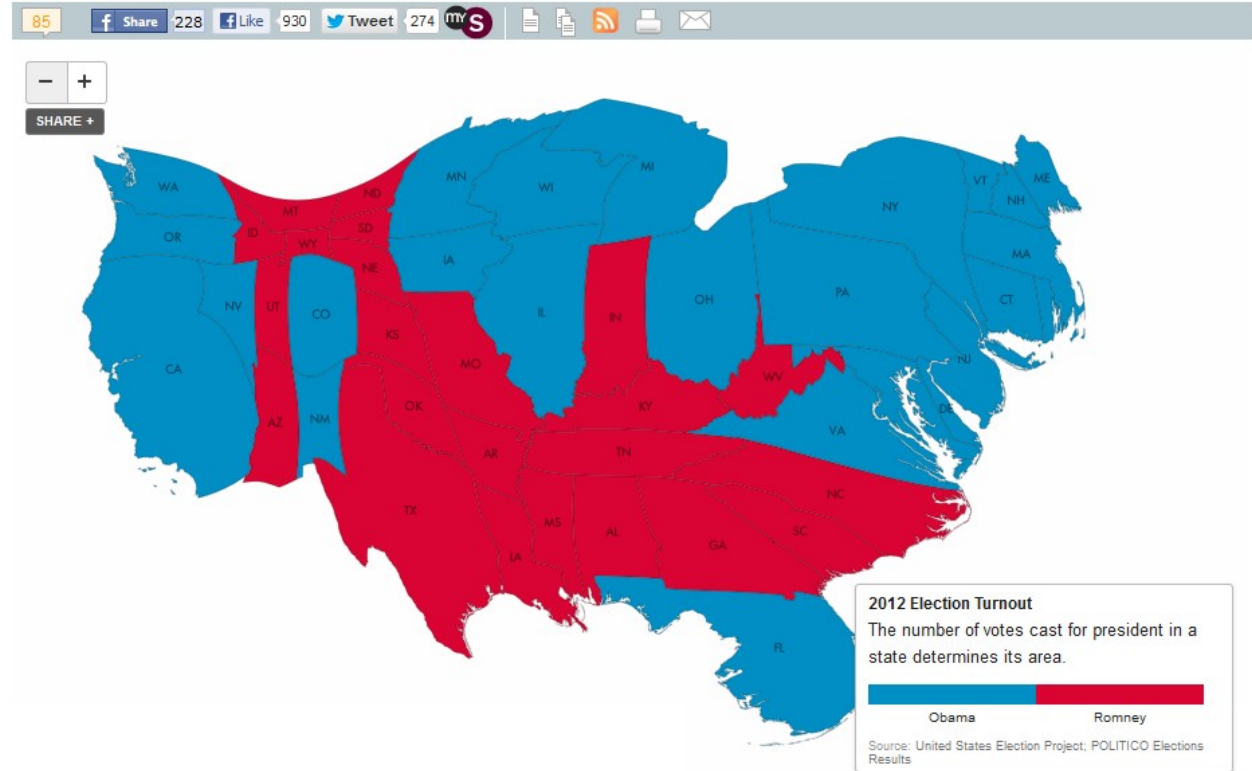 85
f Share 228
f Like 930
Tweet 274
my S
− +
SHARE +
WA
MT
ND
MN
WI
MI
NY
VT
NH
ME
OR
ID
WY
SD
NE
IA
MA
NV
UT
CO
KS
MO
IL
IN
OH
PA
CT
CA
AZ
NM
OK
AR
KY
WV
NJ
DE
VA
TN
NC
TX
LA
MS
AL
GA
SC
FL
2012 Election Turnout
The number of votes cast for president in a
state determines its area.
Obama Romney
Source: United States Election Project; POLITICO Elections
Results